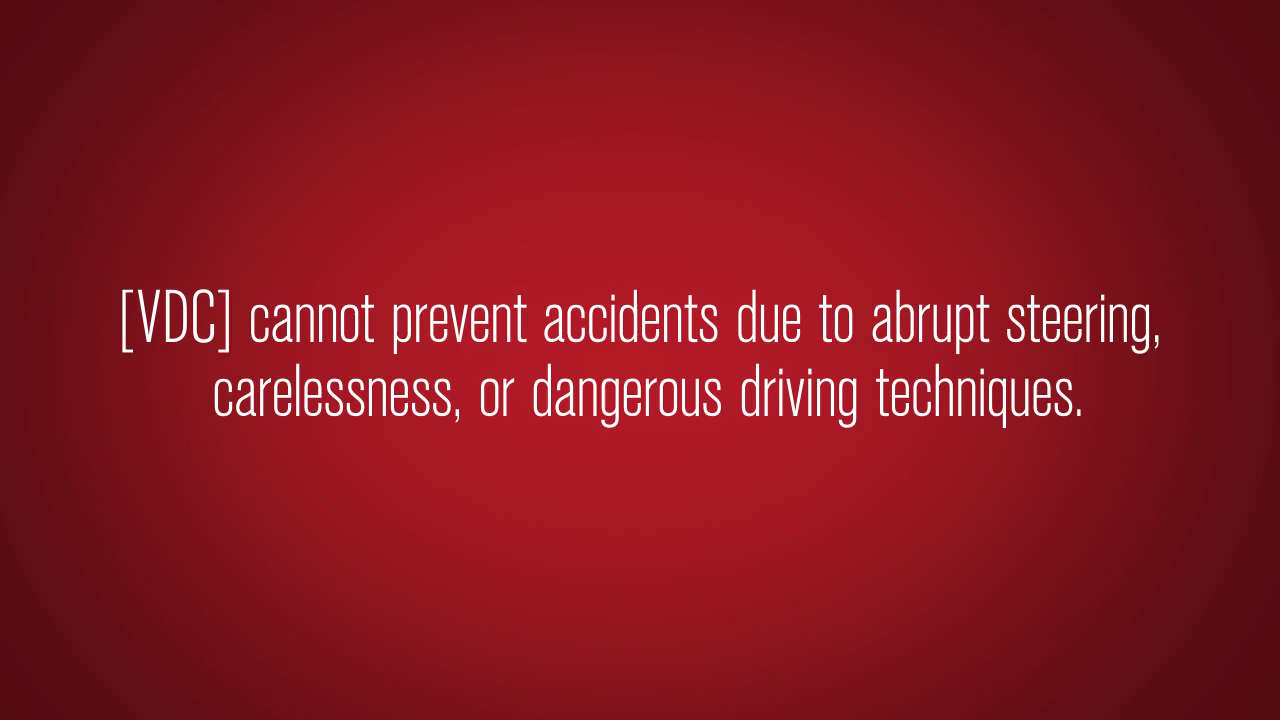 [VDC] cannot prevent accidents due to abrupt steering,
carelessness, or dangerous driving techniques.